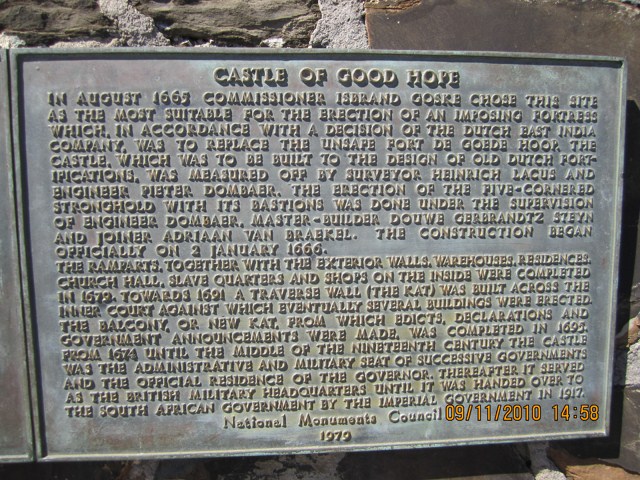 CASTLE OF GOOD HOPE
IN AUGUST 1665 COMMISSIONER ISBRAND GOSKE CHOSE THIS SITE
AS THE MOST SUITABLE FOR THE ERECTION OF AN IMPOSING FORTRESS
WHICH, IN ACCORDANCE WITH A DECISION OF THE DUTCH EAST INDIA
COMPANY, WAS TO REPLACE THE UNSAFE FORT DE GOEDE HOOP. THE
CASTLE, WHICH WAS TO BE BUILT TO THE DESIGN OF OLD DUTCH FORT-
IFICATIONS, WAS MEASURED OFF BY SURVEYOR HEINRICH LACUS AND
ENGINEER PIETER DOMBAER. THE ERECTION OF THE FIVE-CORNERED
STRONGHOLD WITH ITS BASTIONS WAS DONE UNDER THE SUPERVISION
OF ENGINEER DOMBAER, MASTER-BUILDER DOUWE GERBRANDTZ STEYN
AND JOINER ADRIAAN VAN BRAEKEL. THE CONSTRUCTION BEGAN
OFFICIALLY ON 2 JANUARY 1666.
THE RAMPARTS, TOGETHER WITH THE EXTERIOR WALLS, WAREHOUSES, RESIDENCES,
CHURCH HALL, SLAVE QUARTERS AND SHOPS ON THE INSIDE WERE COMPLETED
IN 1679. TOWARDS 1691 A TRAVERSE WALL (THE KAT) WAS BUILT ACROSS THE
INNER COURT AGAINST WHICH EVENTUALLY SEVERAL BUILDINGS WERE ERECTED.
THE BALCONY, OR NEW KAT, FROM WHICH EDICTS, DECLARATIONS AND
GOVERNMENT ANNOUNCEMENTS WERE MADE, WAS COMPLETED IN 1695.
FROM 1674 UNTIL THE MIDDLE OF THE NINETEENTH CENTURY THE CASTLE
WAS THE ADMINISTRATIVE AND MILITARY SEAT OF SUCCESSIVE GOVERNMENTS
AND THE OFFICIAL RESIDENCE OF THE GOVERNOR. THEREAFTER IT SERVED
AS THE BRITISH MILITARY HEADQUARTERS UNTIL IT WAS HANDED OVER TO
THE SOUTH AFRICAN GOVERNMENT BY THE IMPERIAL GOVERNMENT IN 1917.
National Monuments Council
1979
09/11/2010 14:58